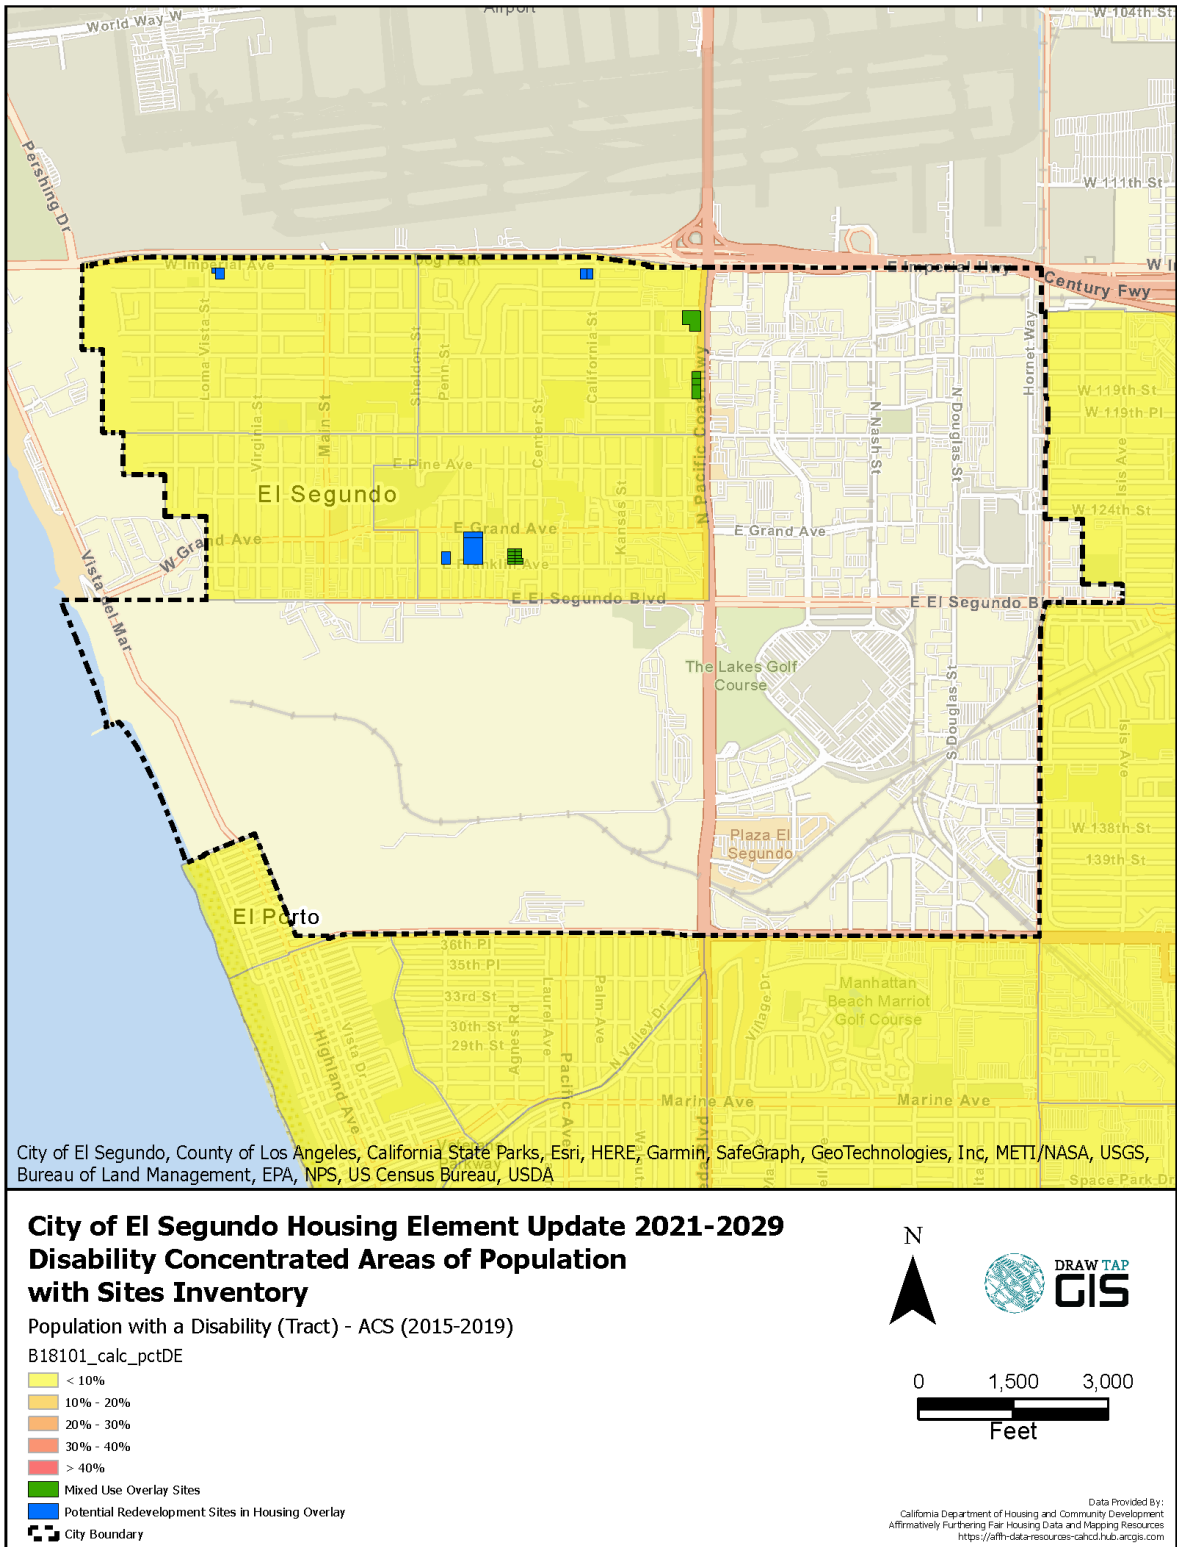 Airport
World Way W
W 104th St
Pershing Dr
W 111th St
W Imperial Ave
Dog Park
E Imperial Hwy
W I
Century Fwy
Loma Vista St
Sheldon St
Penn St
California St
N Pacific Coast Hwy
Hornet Way
W 119th St
W 119th Pl
N Nash St
N Douglas St
Virginia St
Main St
Center St
Isis Ave
E Pine Ave
El Segundo
Kansas St
W 124th St
E Grand Ave
E Grand Ave
W Grand Ave
E Franklin Ave
Vista del Mar
E El Segundo Blvd
E El Segundo B
The Lakes Golf
Course
S Douglas St
Isis Ave
Plaza El
Segundo
W 138th St
139th St
El Porto
36th Pl
35th Pl
33rd St
30th St
29th St
Agnes Rd
Laurel Ave
Palm Ave
N Valley Dr
Village Dr
Manhattan
Beach Marriot
Golf Course
Vista Dr
Highland Ave
Pacific Ave
Marine Ave
Marine Ave
Veterans
Parkway
eda Blvd
Space Park Dr
City of El Segundo, County of Los Angeles, California State Parks, Esri, HERE, Garmin, SafeGraph, GeoTechnologies, Inc, METI/NASA, USGS,
Bureau of Land Management, EPA, NPS, US Census Bureau, USDA
City of El Segundo Housing Element Update 2021-2029
Disability Concentrated Areas of Population
with Sites Inventory
Population with a Disability (Tract) - ACS (2015-2019)
B18101_calc_pctDE
< 10%
10% - 20%
20% - 30%
30% - 40%
> 40%
Mixed Use Overlay Sites
Potential Redevelopment Sites in Housing Overlay
City Boundary
N
DRAW TAP
GIS
0 1,500 3,000
Feet
Data Provided By:
California Department of Housing and Community Development
Affirmatively Furthering Fair Housing Data and Mapping Resources
https://affh-data-resources-cahcd.hub.arcgis.com